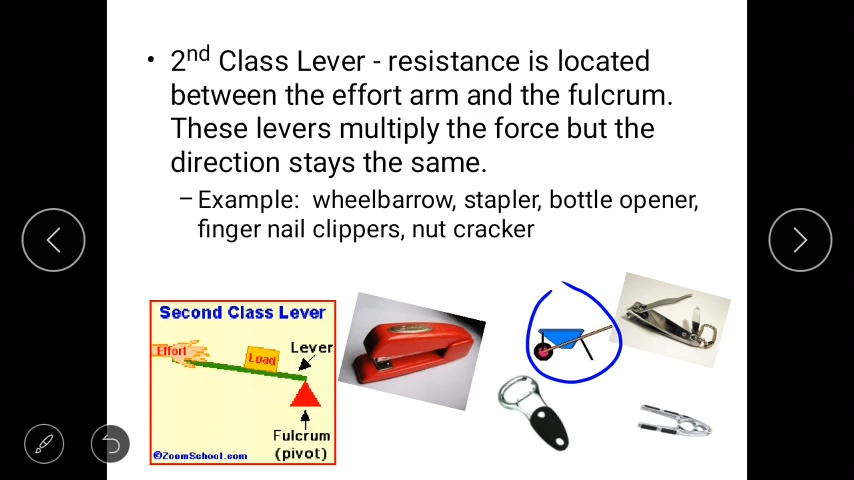 • 2nd Class Lever - resistance is located
between the effort arm and the fulcrum.
These levers multiply the force but the
direction stays the same.
– Example:  wheelbarrow, stapler, bottle opener,
finger nail clippers, nut cracker
Second Class Lever
Effort
Load
Lever
Fulcrum
(pivot)
©ZoomSchool.com